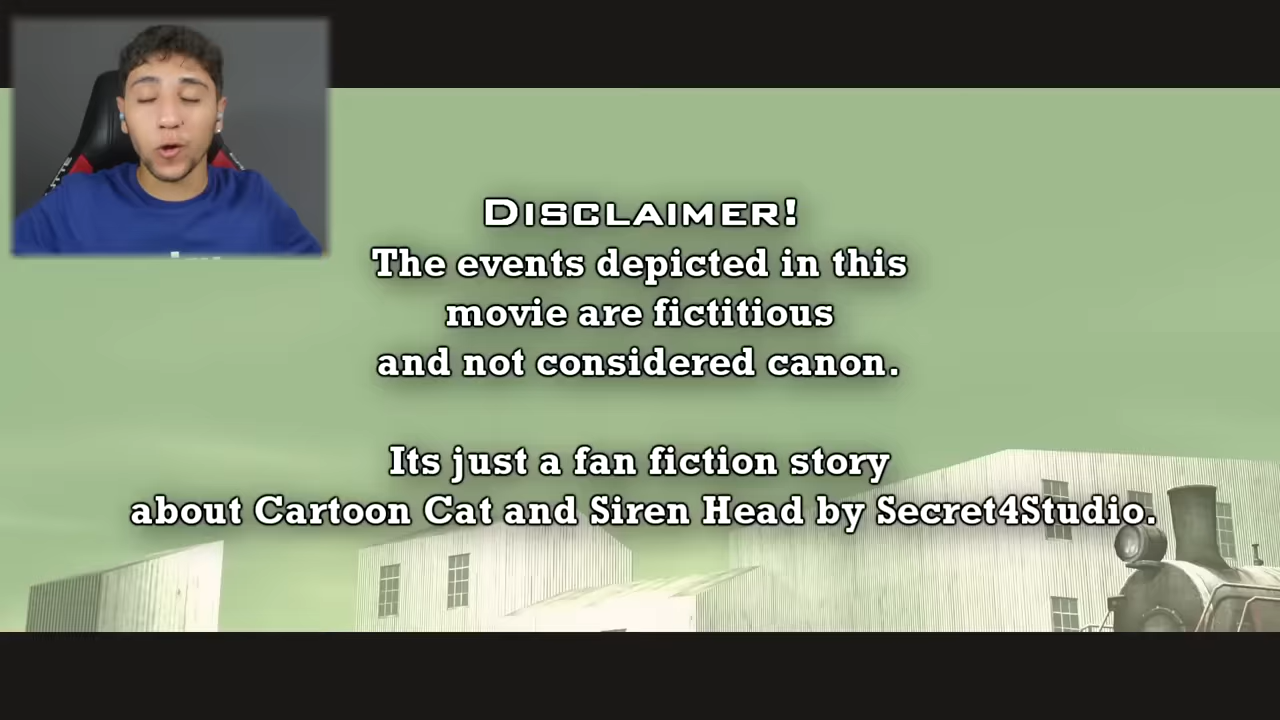 DISCLAIMER!
The events depicted in this
movie are fictitious
and not considered canon.
Its just a fan fiction story
about Cartoon Cat and Siren Head by Secret4Studio.